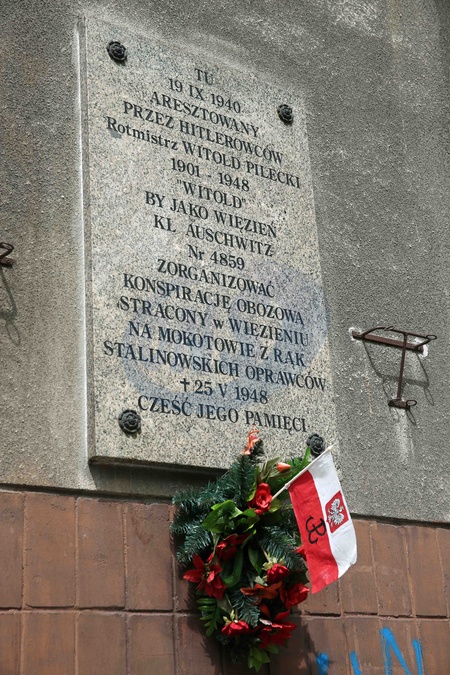 TU
19 IX 1940
ARESZTOWANY
PRZEZ HITLEROWCÓW
Rotmistrz WITOLD PILECKI
1901 - 1948
"WITOLD"
BY JAKO WIĘZIEŃ
KL AUSCHWITZ
Nr 4859
ZORGANIZOWAĆ
KONSPIRACJĘ OBOZOWĄ
STRACONY w WIĘZIENIU
NA MOKOTOWIE Z RĄK
STALINOWSKICH OPRAWCÓW
✝ 25 V 1948
CZEŚĆ JEGO PAMIĘCI